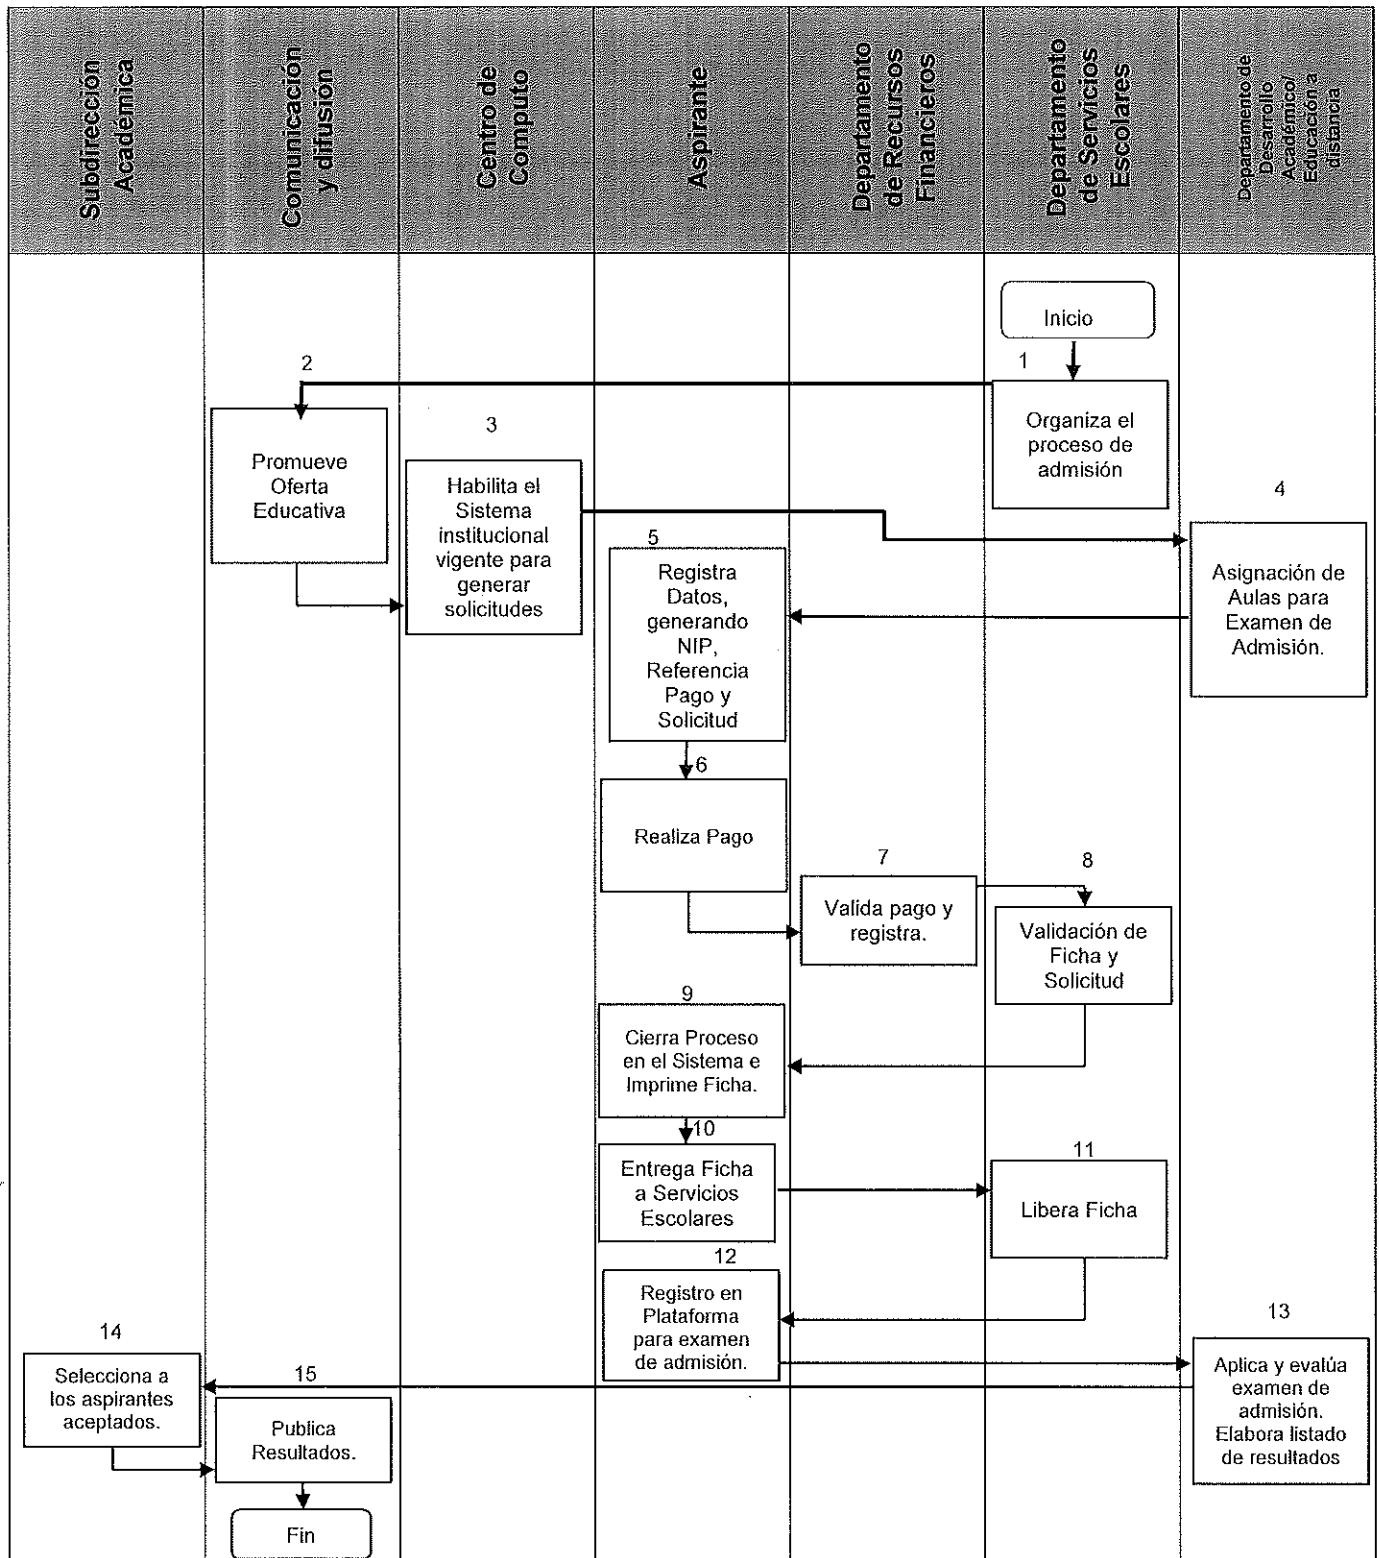 Subdirección
Académica
Comunicación
y difusión
Centro de
Computo
Aspirante
Departamento
de Recursos
Financieros
Departamento
de Servicios
Escolares
Departamento de
Desarrollo
Académico/
Educación a
distancia
Inicio
1
Organiza el
proceso de
admisión
2
Promueve
Oferta
Educativa
3
Habilita el
Sistema
institucional
vigente para
generar
solicitudes
4
Asignación de
Aulas para
Examen de
Admisión.
5
Registra
Datos,
generando
NIP,
Referencia
Pago y
Solicitud
6
Realiza Pago
7
Valida pago y
registra.
8
Validación de
Ficha y
Solicitud
9
Cierra Proceso
en el Sistema e
Imprime Ficha.
10
Entrega Ficha
a Servicios
Escolares
11
Libera Ficha
12
Registro en
Plataforma
para examen
de admisión.
13
Aplica y evalúa
examen de
admisión.
Elabora listado
de resultados
14
Selecciona a
los aspirantes
aceptados.
15
Publica
Resultados.
Fin